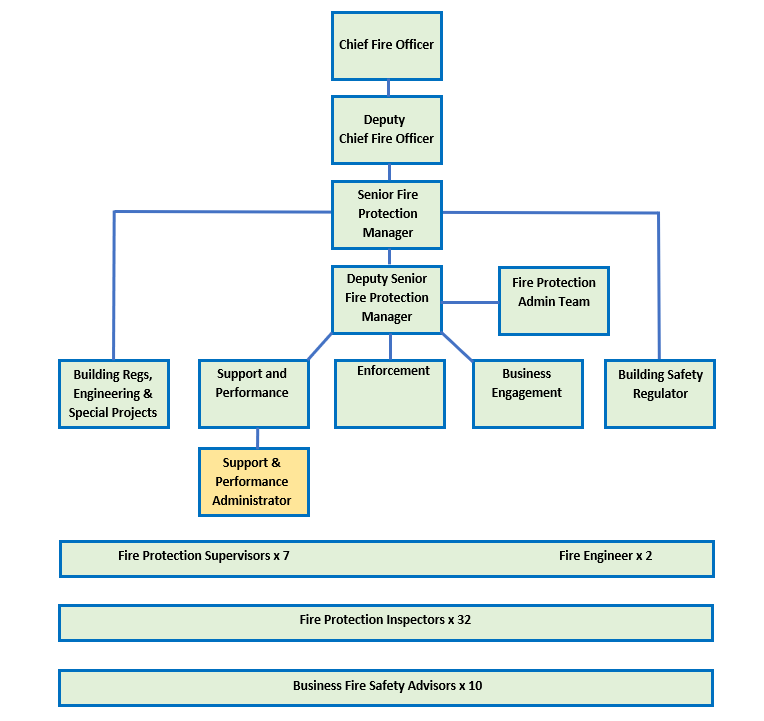 Chief Fire Officer
Deputy
Chief Fire Officer
Senior Fire
Protection
Manager
Deputy Senior
Fire Protection
Manager
Fire Protection
Admin Team
Building Regs,
Engineering &
Special Projects
Support and
Performance
Enforcement
Business
Engagement
Building Safety
Regulator
Support &
Performance
Administrator
Fire Protection Supervisors x 7
Fire Engineer x 2
Fire Protection Inspectors x 32
Business Fire Safety Advisors x 10